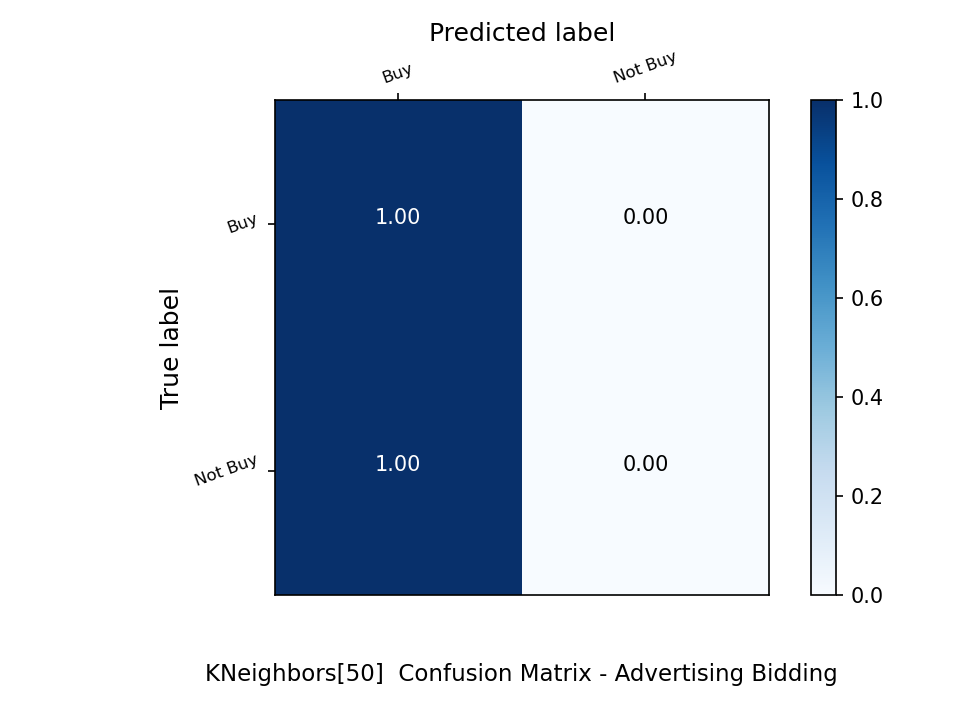 Predicted label
Buy
Not Buy
1.0
Buy
1.00
0.00
0.8
0.6
True label
0.4
Not Buy
1.00
0.00
0.2
0.0
KNeighbors[50]  Confusion Matrix - Advertising Bidding